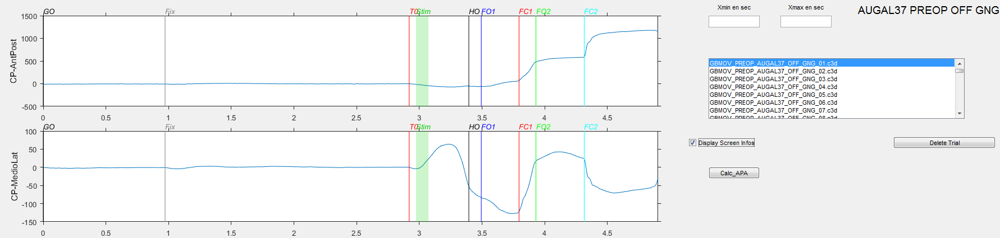 GO Fix T0 Stim HO FO1 FC1 FO2 FC2
1500
1000
500
0
-500
CP-AntPost
0 0.5 1 1.5 2 2.5 3 3.5 4 4.5
GO Fix T0 Stim HO FO1 FC1 FO2 FC2
100
50
0
-50
-100
-150
CP-MedioLat
0 0.5 1 1.5 2 2.5 3 3.5 4 4.5
Xmin en sec
Xmax en sec
AUGAL37 PREOP OFF GNG
GBMOV_PREOP_AUGAL37_OFF_GNG_01.c3d
GBMOV_PREOP_AUGAL37_OFF_GNG_02.c3d
GBMOV_PREOP_AUGAL37_OFF_GNG_03.c3d
GBMOV_PREOP_AUGAL37_OFF_GNG_04.c3d
GBMOV_PREOP_AUGAL37_OFF_GNG_05.c3d
GBMOV_PREOP_AUGAL37_OFF_GNG_06.c3d
GBMOV_PREOP_AUGAL37_OFF_GNG_07.c3d
GBMOV_PREOP_AUGAL37_OFF_GNG_08.c3d
Display Screen Infos
Delete Trial
Calc_APA